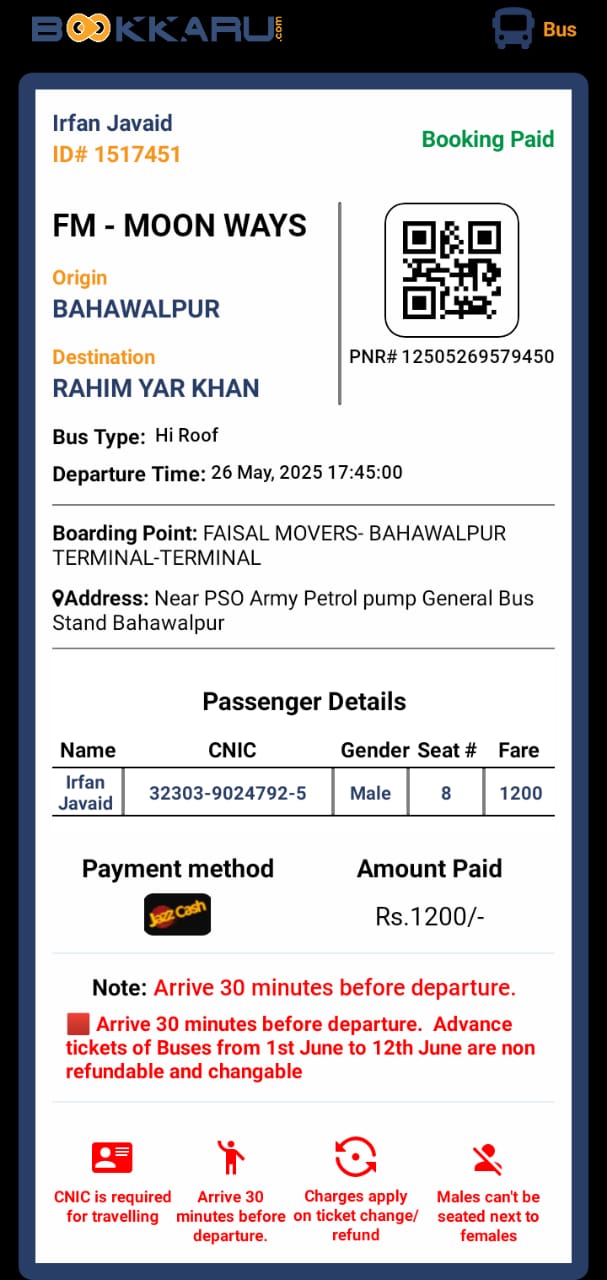 BOOKKARU.com
Bus
Irfan Javaid
ID# 1517451
Booking Paid
FM - MOON WAYS
Origin
BAHAWALPUR
Destination
RAHIM YAR KHAN
PNR# 12505269579450
Bus Type: Hi Roof
Departure Time: 26 May, 2025 17:45:00
Boarding Point: FAISAL MOVERS- BAHAWALPUR
TERMINAL-TERMINAL
Address: Near PSO Army Petrol pump General Bus
Stand Bahawalpur
Passenger Details
Name CNIC Gender Seat # Fare
Irfan
Javaid 32303-9024792-5 Male 8 1200
Payment method
Jazz Cash
Amount Paid
Rs.1200/-
Note: Arrive 30 minutes before departure.
Arrive 30 minutes before departure. Advance
tickets of Buses from 1st June to 12th June are non
refundable and changable
CNIC is required
for travelling
Arrive 30
minutes before
departure.
Charges apply
on ticket change/
refund
Males can't be
seated next to
females